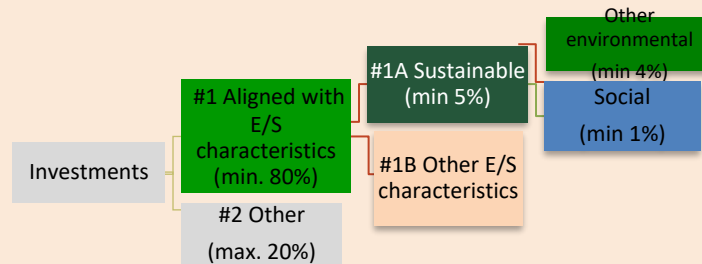 Investments
#1 Aligned with
E/S
characteristics
(min. 80%)
#2 Other
(max. 20%)
#1A Sustainable
(min 5%)
#1B Other E/S
characteristics
Other
environmental
(min 4%)
Social
(min 1%)